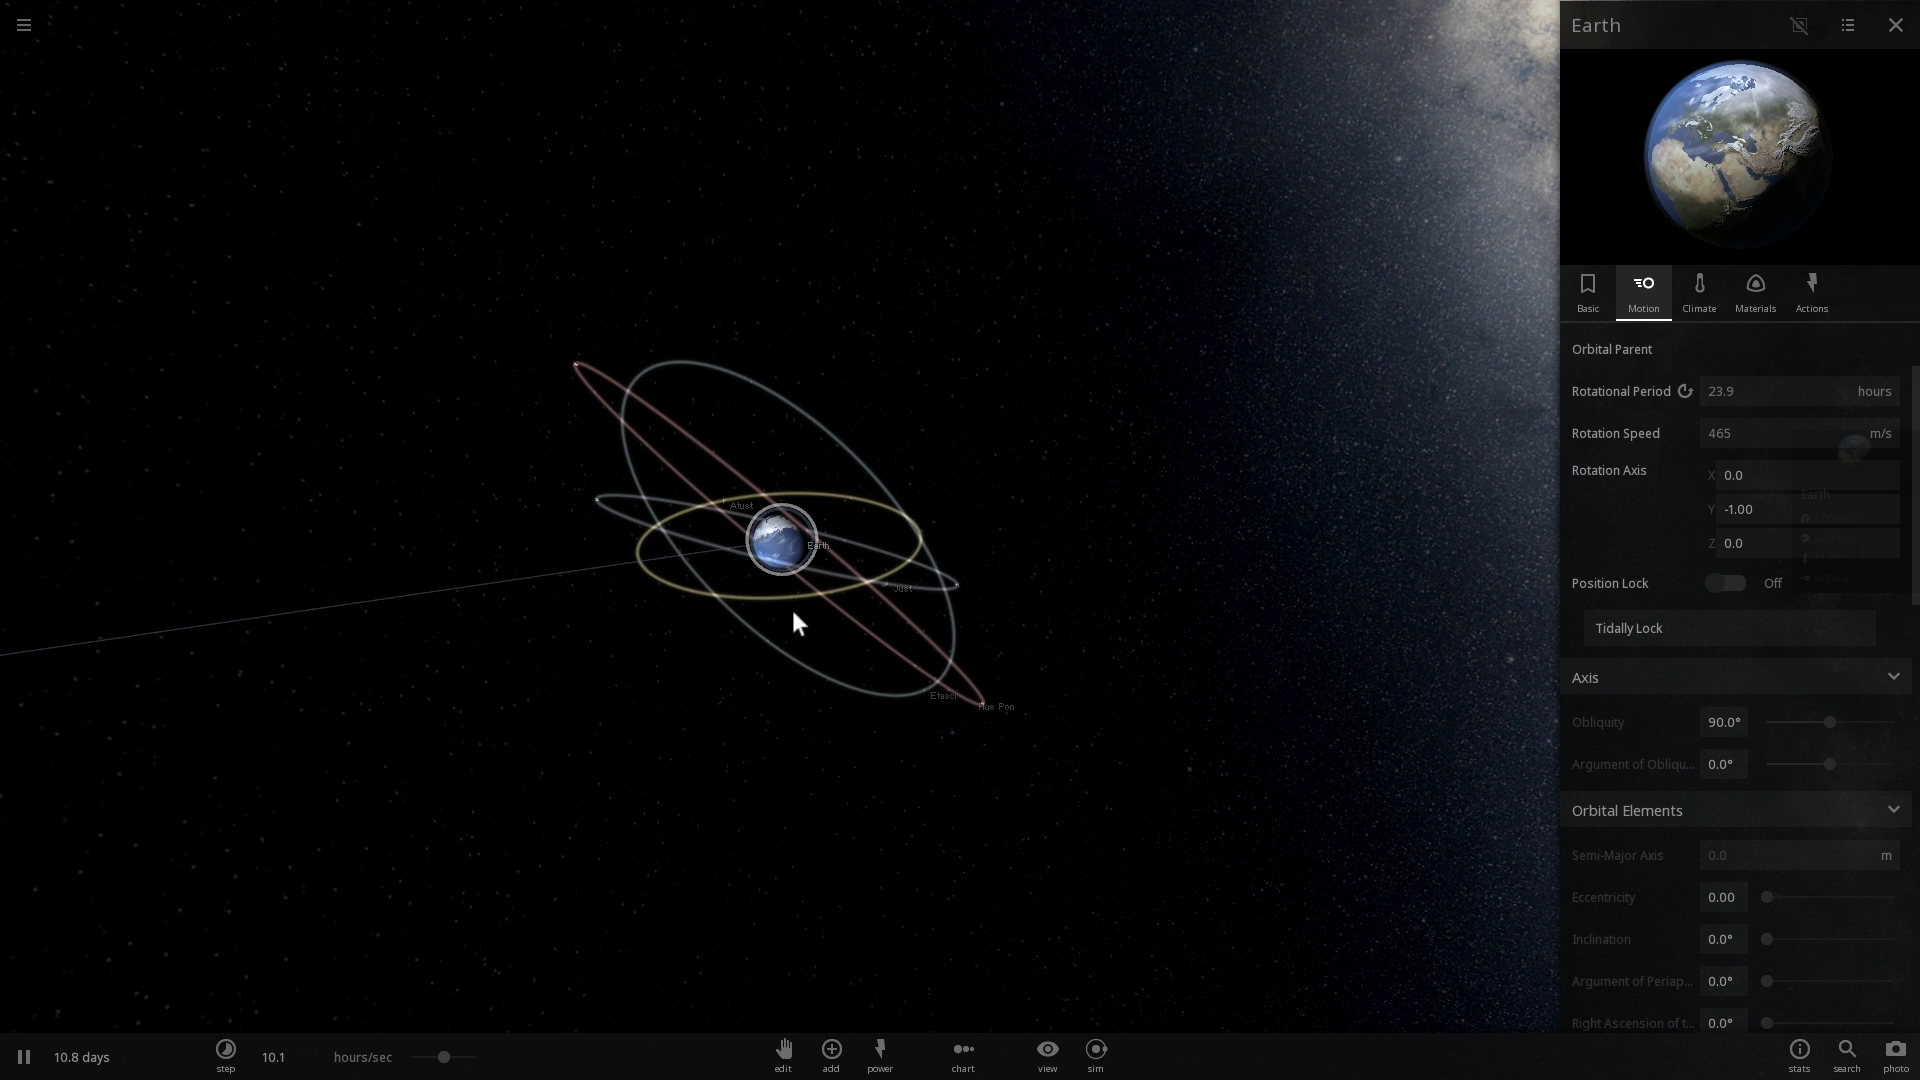 Earth
Basic
Motion
Climate
Materials
Actions
Orbital Parent
Rotational Period 23.9 hours
Rotation Speed 465 m/s
Rotation Axis X 0.0
Y -1.00
Z 0.0
Earth
Position Lock Off
Tidally Lock
Axis
Obliquity 90.0°
Argument of Obliqu... 0.0°
Orbital Elements
Semi-Major Axis 0.0 m
Eccentricity 0.00
Inclination 0.0°
Argument of Periap... 0.0°
Right Ascension of t... 0.0°
Atust
Earth
Just
Pon
10.8 days
step
10.1 hours/sec
edit
add
power
chart
view
sim
stats
search
photo